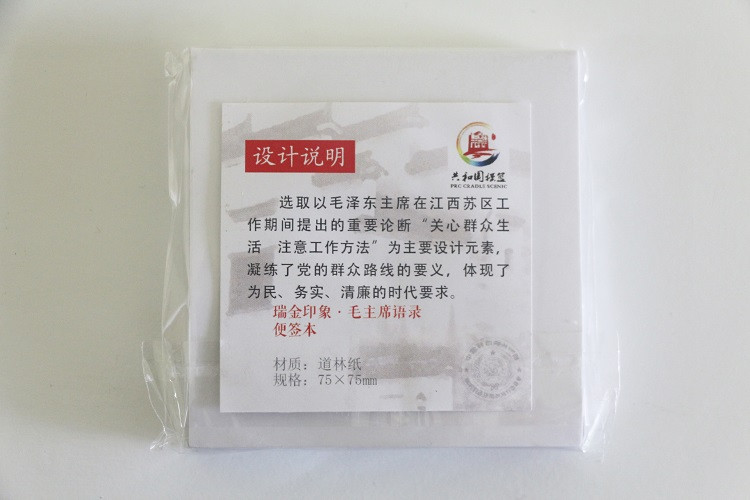 设计说明
共和国摇篮
PRC CRADLE SCENIC
选取以毛泽东主席在江西苏区工
作期间提出的重要论断“关心群众生
活 注意工作方法”为主要设计元素，
凝练了党的群众路线的要义，体现了
为民、务实、清廉的时代要求。
瑞金印象·毛主席语录
便签本
材质：道林纸
规格：75×75mm